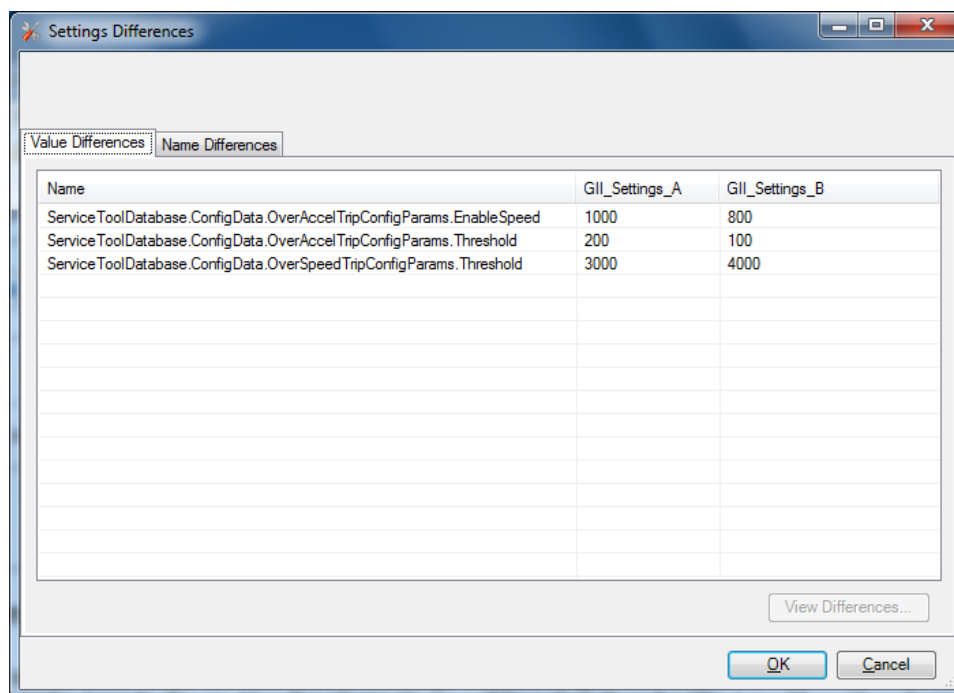 Settings Differences
Value Differences Name Differences
Name GII_Settings_A GII_Settings_B
ServiceToolDatabase.ConfigData.OverAccelTripConfigParams.EnableSpeed 1000 800
ServiceToolDatabase.ConfigData.OverAccelTripConfigParams.Threshold 200 100
ServiceToolDatabase.ConfigData.OverSpeedTripConfigParams.Threshold 3000 4000
View Differences...
OK Cancel